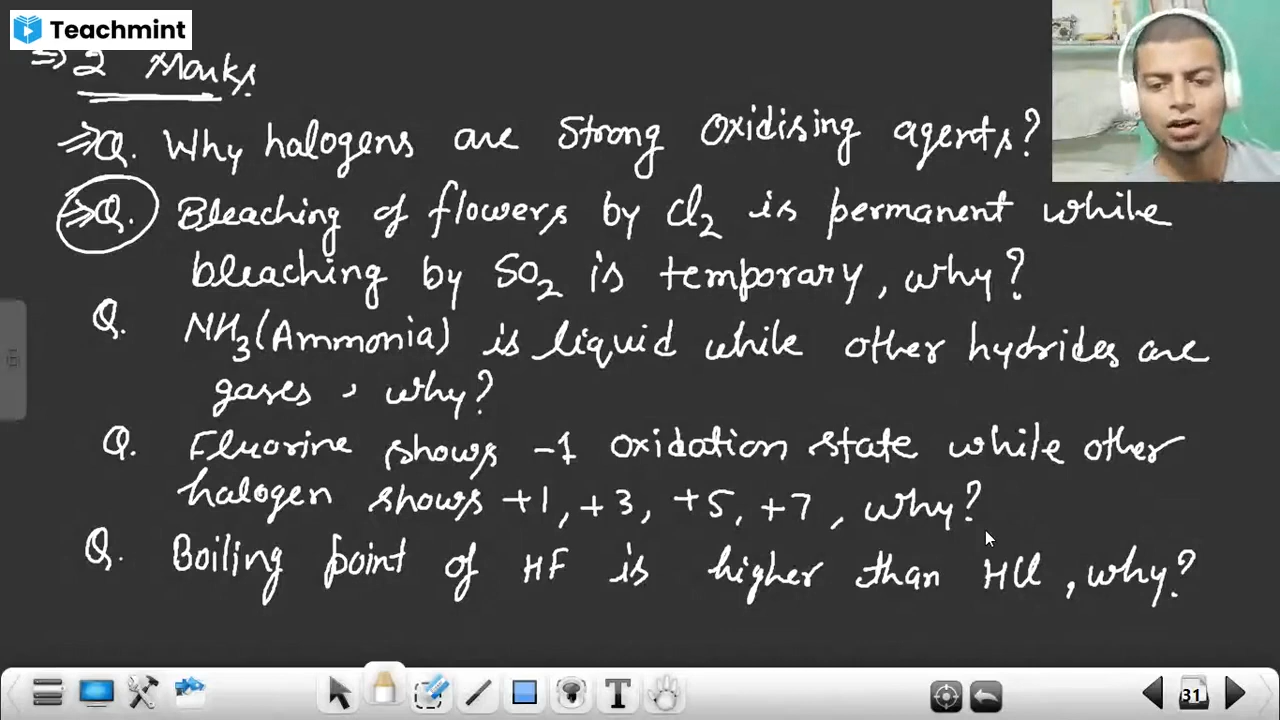 Teachmint
⇒ 2 Marks
⇒Q. Why halogens are Strong Oxidising agents?
⇒Q. Bleaching of flowers by Cl2 is permanent while
bleaching by SO2 is temporary, why?
Q. NH3(Ammonia) is liquid while other hydrides are
gases, why?
Q. Fluorine shows -1 oxidation state while other
halogen shows +1, +3, +5, +7, why?
Q. Boiling point of HF is higher than HCl, why?
T
31